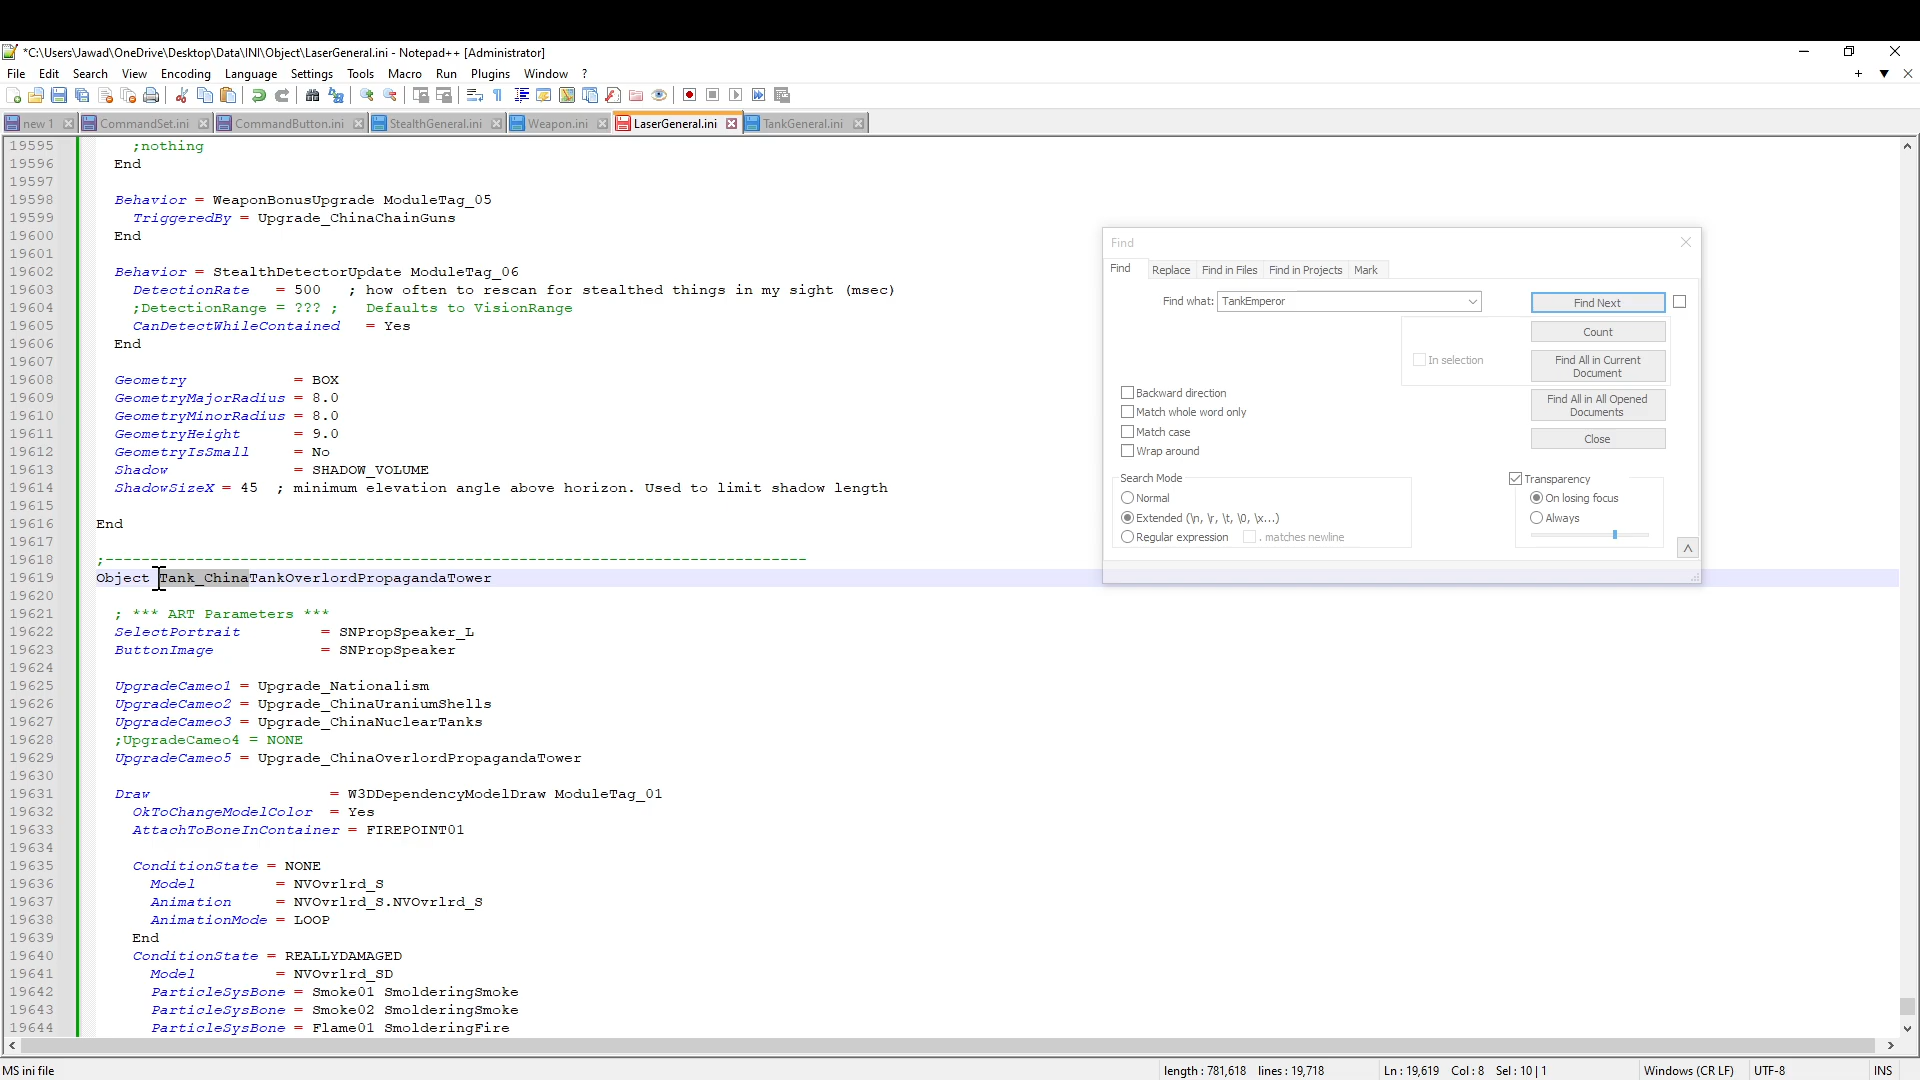 *C:\Users\Jawad\OneDrive\Desktop\Data\INI\Object\LaserGeneral.ini - Notepad++ [Administrator]
File Edit Search View Encoding Language Settings Tools Macro Run Plugins Window ?
new 1 CommandSet.ini CommandButton.ini StealthGeneral.ini Weapon.ini LaserGeneral.ini TankGeneral.ini
19595 ;nothing
19596 End
19597
19598 Behavior = WeaponBonusUpgrade ModuleTag_05
19599 TriggeredBy = Upgrade_ChinaChainGuns
19600 End
19601
19602 Behavior = StealthDetectorUpdate ModuleTag_06
19603 DetectionRate = 500 ; how often to rescan for stealthed things in my sight (msec)
19604 ;DetectionRange = ??? ; Defaults to VisionRange
19605 CanDetectWhileContained = Yes
19606 End
19607
19608 Geometry = BOX
19609 GeometryMajorRadius = 8.0
19610 GeometryMinorRadius = 8.0
19611 GeometryHeight = 9.0
19612 GeometryIsSmall = No
19613 Shadow = SHADOW_VOLUME
19614 ShadowSizeX = 45 ; minimum elevation angle above horizon. Used to limit shadow length
19615
19616 End
19617
19618 ;------------------------------------------------------------------------------
19619 Object Tank_ChinaTankOverlordPropagandaTower
19620
19621 ; *** ART Parameters ***
19622 SelectPortrait = SNPropSpeaker_L
19623 ButtonImage = SNPropSpeaker
19624
19625 UpgradeCameo1 = Upgrade_Nationalism
19626 UpgradeCameo2 = Upgrade_ChinaUraniumShells
19627 UpgradeCameo3 = Upgrade_ChinaNuclearTanks
19628 ;UpgradeCameo4 = NONE
19629 UpgradeCameo5 = Upgrade_ChinaOverlordPropagandaTower
19630
19631 Draw = W3DDependencyModelDraw ModuleTag_01
19632 OkToChangeModelColor = Yes
19633 AttachToBoneInContainer = FIREPOINT01
19634
19635 ConditionState = NONE
19636 Model = NVOvrlrd_S
19637 Animation = NVOvrlrd_S.NVOvrlrd_S
19638 AnimationMode = LOOP
19639 End
19640 ConditionState = REALLYDAMAGED
19641 Model = NVOvrlrd_SD
19642 ParticleSysBone = Smoke01 SmolderingSmoke
19643 ParticleSysBone = Smoke02 SmolderingSmoke
19644 ParticleSysBone = Flame01 SmolderingFire
Find
Find Replace Find in Files Find in Projects Mark
Find what: TankEmperor
Find Next
Count
In selection
Find All in Current
Document
Find All in All Opened
Documents
Close
Backward direction
Match whole word only
Match case
Wrap around
Search Mode
Normal
Extended (\n, \r, \t, \0, \x...)
Regular expression . matches newline
Transparency
On losing focus
Always
MS ini file length : 781,618 lines : 19,718 Ln : 19,619 Col : 8 Sel : 10 | 1 Windows (CR LF) UTF-8 INS